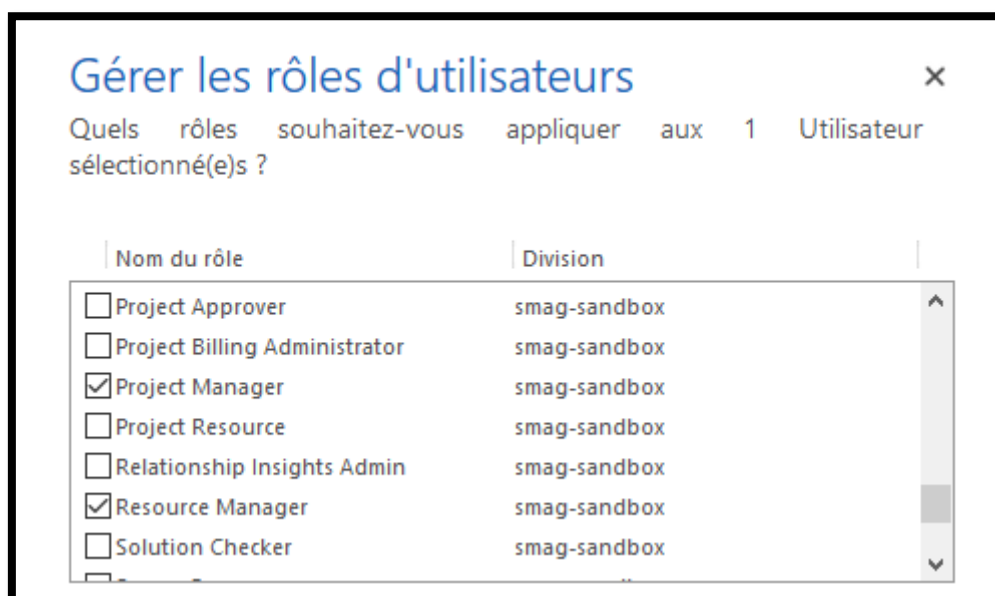 Gérer les rôles d'utilisateurs
Quels rôles souhaitez-vous appliquer aux 1 Utilisateur
sélectionné(e)s ?
Nom du rôle Division
Project Approver smag-sandbox
Project Billing Administrator smag-sandbox
Project Manager smag-sandbox
Project Resource smag-sandbox
Relationship Insights Admin smag-sandbox
Resource Manager smag-sandbox
Solution Checker smag-sandbox